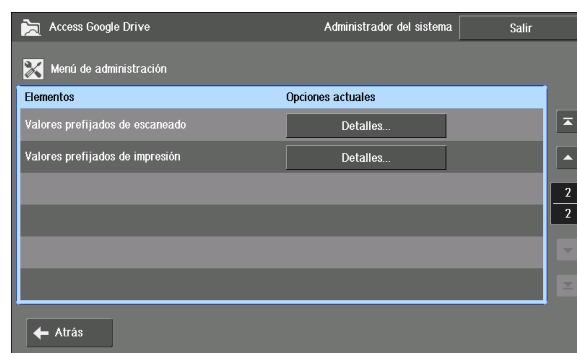 Access Google Drive
Administrador del sistema
Salir
Menú de administración
Elementos
Opciones actuales
Valores prefijados de escaneado
Detalles...
Valores prefijados de impresión
Detalles...
2
2
Atrás